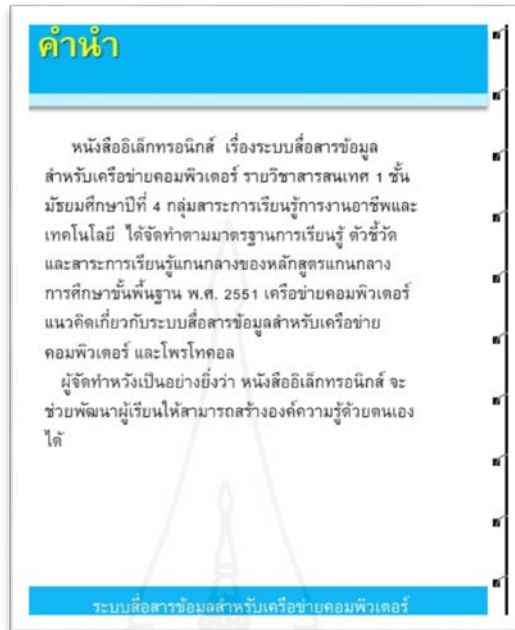 คำนำ
หนังสืออิเล็กทรอนิกส์ เรื่องระบบสื่อสารข้อมูล
สำหรับเครือข่ายคอมพิวเตอร์ รายวิชาสารสนเทศ 1 ชั้น
มัธยมศึกษาปีที่ 4 กลุ่มสาระการเรียนรู้การงานอาชีพและ
เทคโนโลยี ได้จัดทำตามมาตรฐานการเรียนรู้ ตัวชี้วัด
และสาระการเรียนรู้แกนกลางของหลักสูตรแกนกลาง
การศึกษาขั้นพื้นฐาน พ.ศ. 2551 เครือข่ายคอมพิวเตอร์
แนวคิดเกี่ยวกับระบบสื่อสารข้อมูลสำหรับเครือข่าย
คอมพิวเตอร์ และโพรโทคอล
ผู้จัดทำหวังเป็นอย่างยิ่งว่า หนังสืออิเล็กทรอนิกส์ จะ
ช่วยพัฒนาผู้เรียนให้สามารถสร้างองค์ความรู้ด้วยตนเอง
ได้
ระบบสื่อสารข้อมูลสำหรับเครือข่ายคอมพิวเตอร์